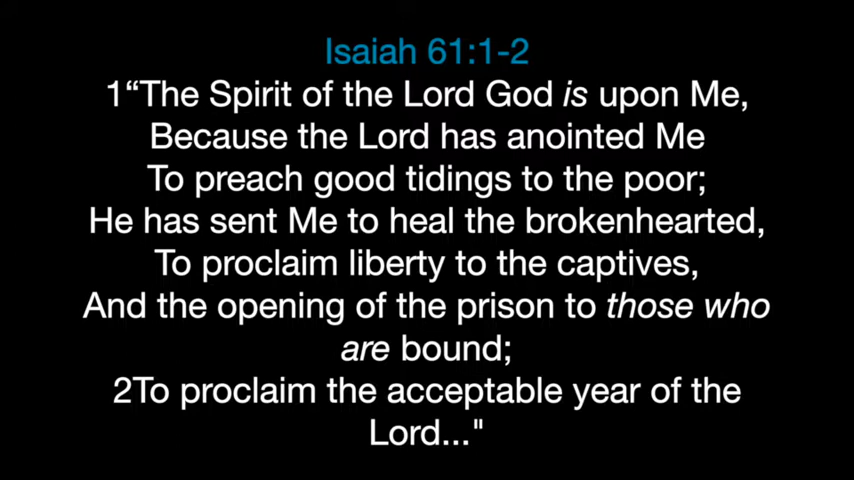 Isaiah 61:1-2
1“The Spirit of the Lord God is upon Me,
Because the Lord has anointed Me
To preach good tidings to the poor;
He has sent Me to heal the brokenhearted,
To proclaim liberty to the captives,
And the opening of the prison to those who
are bound;
2To proclaim the acceptable year of the
Lord..."